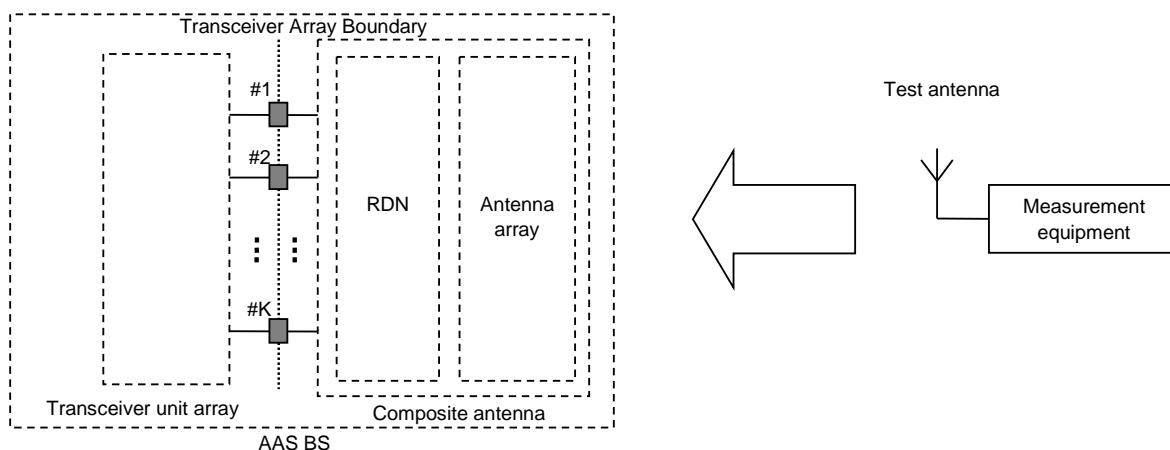 Transceiver Array Boundary
#1
#2
#K
RDN
Antenna
array
Transceiver unit array
Composite antenna
AAS BS
Test antenna
Measurement
equipment